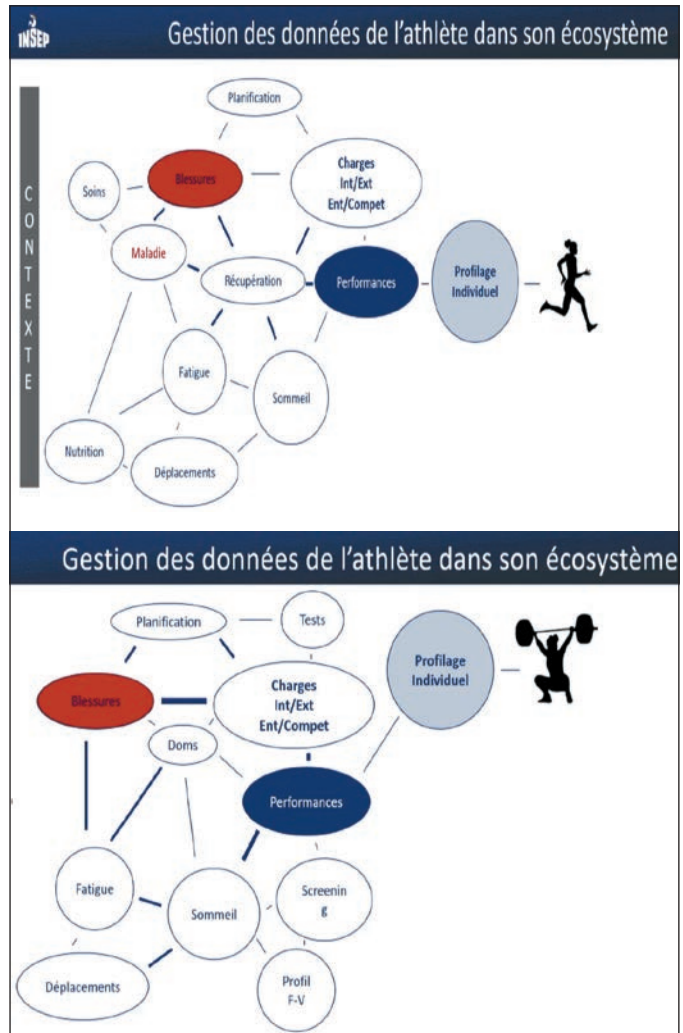 INSEP
Gestion des données de l'athlète dans son écosystème
CONTEXTE
Planification
Blessures
Charges
Int/Ext
Ent/Compet
Soins
Maladie
Récupération
Performances
Profilage
Individuel
Fatigue
Sommeil
Nutrition
Déplacements
Gestion des données de l'athlète dans son écosystème
Planification
Tests
Profilage
Individuel
Blessures
Charges
Int/Ext
Ent/Compet
Doms
Performances
Fatigue
Sommeil
Screenin
g
Déplacements
Profil
F-V